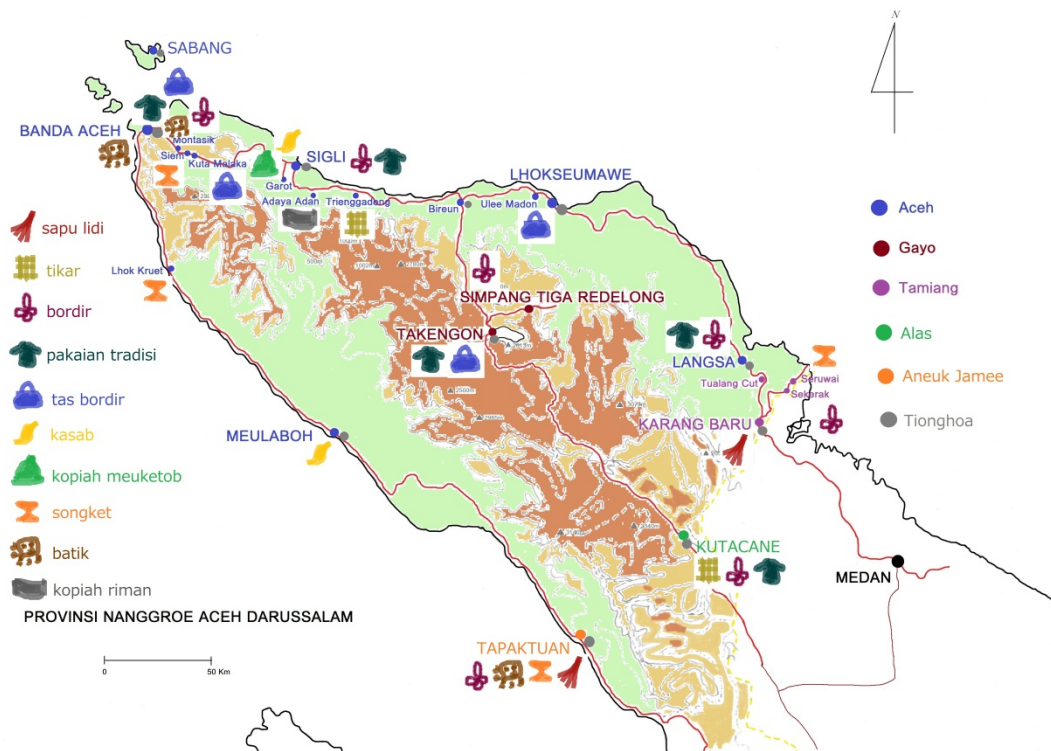 N
SABANG
BANDA ACEH
Montasik
Siem
Kuta Malaka
SIGLI
Garot
Adaya Adan
Trienggadeng
LHOKSEUMAWE
Bireun
Ulee Madon
Lhok Kruet
SIMPANG TIGA REDELONG
TAKENGON
LANGSA
Tualang Cut
Seruwai
Sekerak
KARANG BARU
MEULABOH
KUTACANE
MEDAN
TAPAKTUAN
sapu lidi
tikar
bordir
pakaian tradisi
tas bordir
kasab
kopiah meuketob
songket
batik
kopiah riman
Aceh
Gayo
Tamiang
Alas
Aneuk Jamee
Tionghoa
PROVINSI NANGGROE ACEH DARUSSALAM
0
50 Km